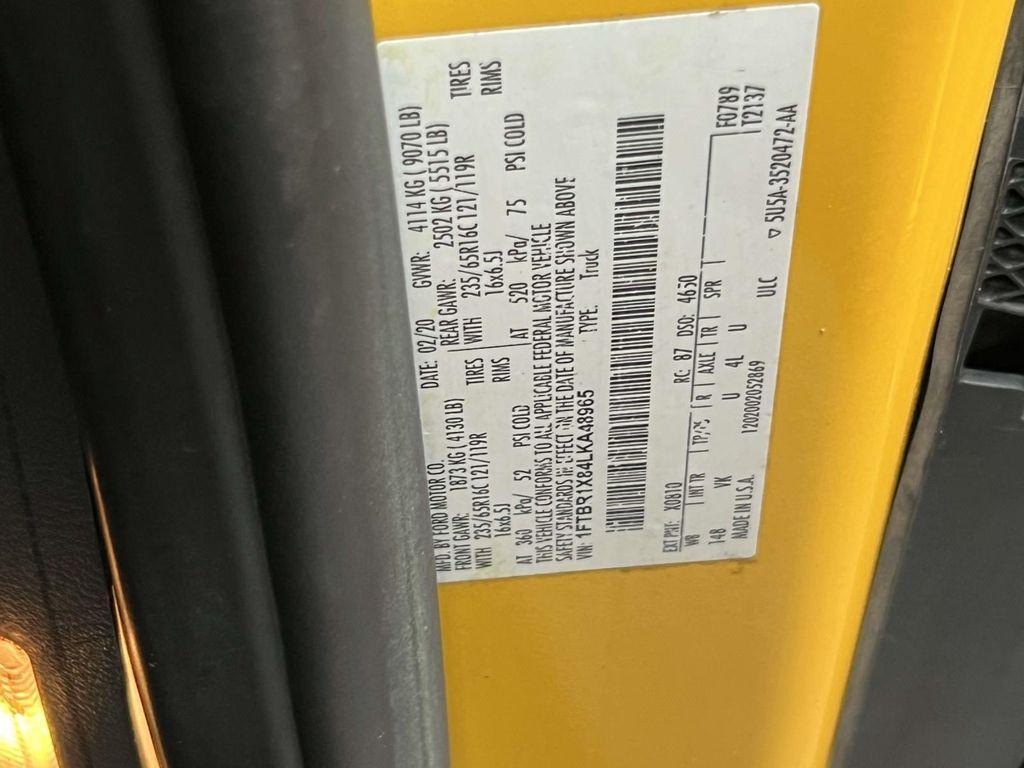 MFD. BY FORD MOTOR CO. DATE: 02/20 GVWR: 4114 KG ( 9070 LB)
FRONT GAWR: 1873 KG ( 4130 LB) REAR GAWR: 2502 KG ( 5515 LB)
WITH 235/65R16C 121/119R TIRES WITH 235/65R16C 121/119R TIRES
16x6.5J RIMS 16x6.5J RIMS
AT 360 kPa/ 52 PSI COLD AT 520 kPa/ 75 PSI COLD
THIS VEHICLE CONFORMS TO ALL APPLICABLE FEDERAL MOTOR VEHICLE
SAFETY STANDARDS IN EFFECT ON THE DATE OF MANUFACTURE SHOWN ABOVE
VIN: 1FTBR1X84LKA48965 TYPE: Truck
EXT PNT: X0810 RC: 87 DSO: 4650
WB INT TR TP/PS R AXLE TR SPR F0789
148 VK U 4L U T2137
MADE IN U.S.A. 1202002052869 ULC ▽ 5U5A-3520472-AA